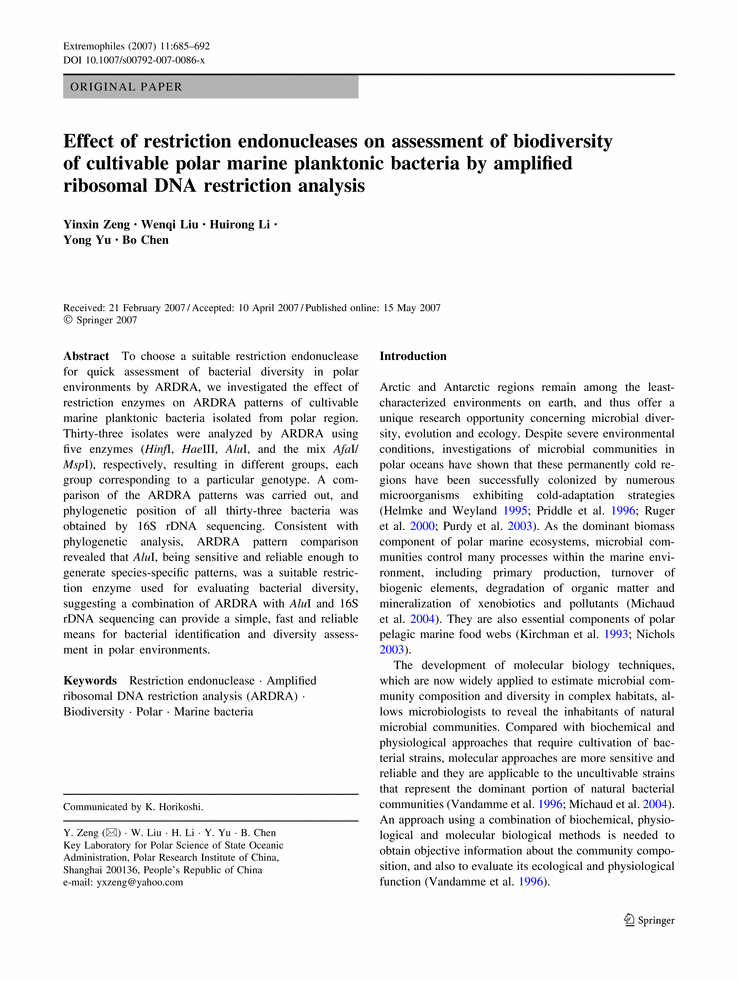 Extremophiles (2007) 11:685–692
DOI 10.1007/s00792-007-0086-x
ORIGINAL PAPER
Effect of restriction endonucleases on assessment of biodiversity
of cultivable polar marine planktonic bacteria by amplified
ribosomal DNA restriction analysis
Yinxin Zeng · Wenqi Liu · Huirong Li ·
Yong Yu · Bo Chen
Received: 21 February 2007 / Accepted: 10 April 2007 / Published online: 15 May 2007
© Springer 2007
Abstract To choose a suitable restriction endonuclease
for quick assessment of bacterial diversity in polar
environments by ARDRA, we investigated the effect of
restriction enzymes on ARDRA patterns of cultivable
marine planktonic bacteria isolated from polar region.
Thirty-three isolates were analyzed by ARDRA using
five enzymes (HinfI, HaeIII, AluI, and the mix AfaI/
MspI), respectively, resulting in different groups, each
group corresponding to a particular genotype. A com-
parison of the ARDRA patterns was carried out, and
phylogenetic position of all thirty-three bacteria was
obtained by 16S rDNA sequencing. Consistent with
phylogenetic analysis, ARDRA pattern comparison
revealed that AluI, being sensitive and reliable enough to
generate species-specific patterns, was a suitable restric-
tion enzyme used for evaluating bacterial diversity,
suggesting a combination of ARDRA with AluI and 16S
rDNA sequencing can provide a simple, fast and reliable
means for bacterial identification and diversity assess-
ment in polar environments.
Keywords Restriction endonuclease · Amplified
ribosomal DNA restriction analysis (ARDRA) ·
Biodiversity · Polar · Marine bacteria
Communicated by K. Horikoshi.
Y. Zeng (✉) · W. Liu · H. Li · Y. Yu · B. Chen
Key Laboratory for Polar Science of State Oceanic
Administration, Polar Research Institute of China,
Shanghai 200136, People's Republic of China
e-mail: yxzeng@yahoo.com
Introduction
Arctic and Antarctic regions remain among the least-
characterized environments on earth, and thus offer a
unique research opportunity concerning microbial diver-
sity, evolution and ecology. Despite severe environmental
conditions, investigations of microbial communities in
polar oceans have shown that these permanently cold re-
gions have been successfully colonized by numerous
microorganisms exhibiting cold-adaptation strategies
(Helmke and Weyland 1995; Priddle et al. 1996; Ruger
et al. 2000; Purdy et al. 2003). As the dominant biomass
component of polar marine ecosystems, microbial com-
munities control many processes within the marine envi-
ronment, including primary production, turnover of
biogenic elements, degradation of organic matter and
mineralization of xenobiotics and pollutants (Michaud
et al. 2004). They are also essential components of polar
pelagic marine food webs (Kirchman et al. 1993; Nichols
2003).
The development of molecular biology techniques,
which are now widely applied to estimate microbial com-
munity composition and diversity in complex habitats, al-
lows microbiologists to reveal the inhabitants of natural
microbial communities. Compared with biochemical and
physiological approaches that require cultivation of bac-
terial strains, molecular approaches are more sensitive and
reliable and they are applicable to the uncultivable strains
that represent the dominant portion of natural bacterial
communities (Vandamme et al. 1996; Michaud et al. 2004).
An approach using a combination of biochemical, physio-
logical and molecular biological methods is needed to
obtain objective information about the community compo-
sition, and also to evaluate its ecological and physiological
function (Vandamme et al. 1996).
Springer